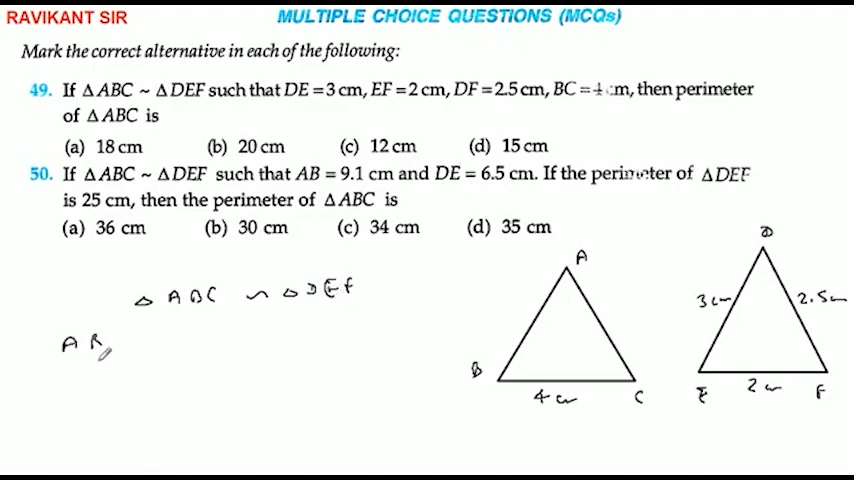 RAVIKANT SIR
MULTIPLE CHOICE QUESTIONS (MCQs)
Mark the correct alternative in each of the following:
49. If ΔABC ~ ΔDEF such that DE = 3 cm, EF = 2 cm, DF = 2.5 cm, BC = 4 cm, then perimeter
of ΔABC is
(a) 18 cm (b) 20 cm (c) 12 cm (d) 15 cm
50. If ΔABC ~ ΔDEF such that AB = 9.1 cm and DE = 6.5 cm. If the perimeter of ΔDEF
is 25 cm, then the perimeter of ΔABC is
(a) 36 cm (b) 30 cm (c) 34 cm (d) 35 cm
D
A
Δ ABC ~ Δ DEF
3 cm 2.5 cm
A B
B 4 cm C
E 2 cm F